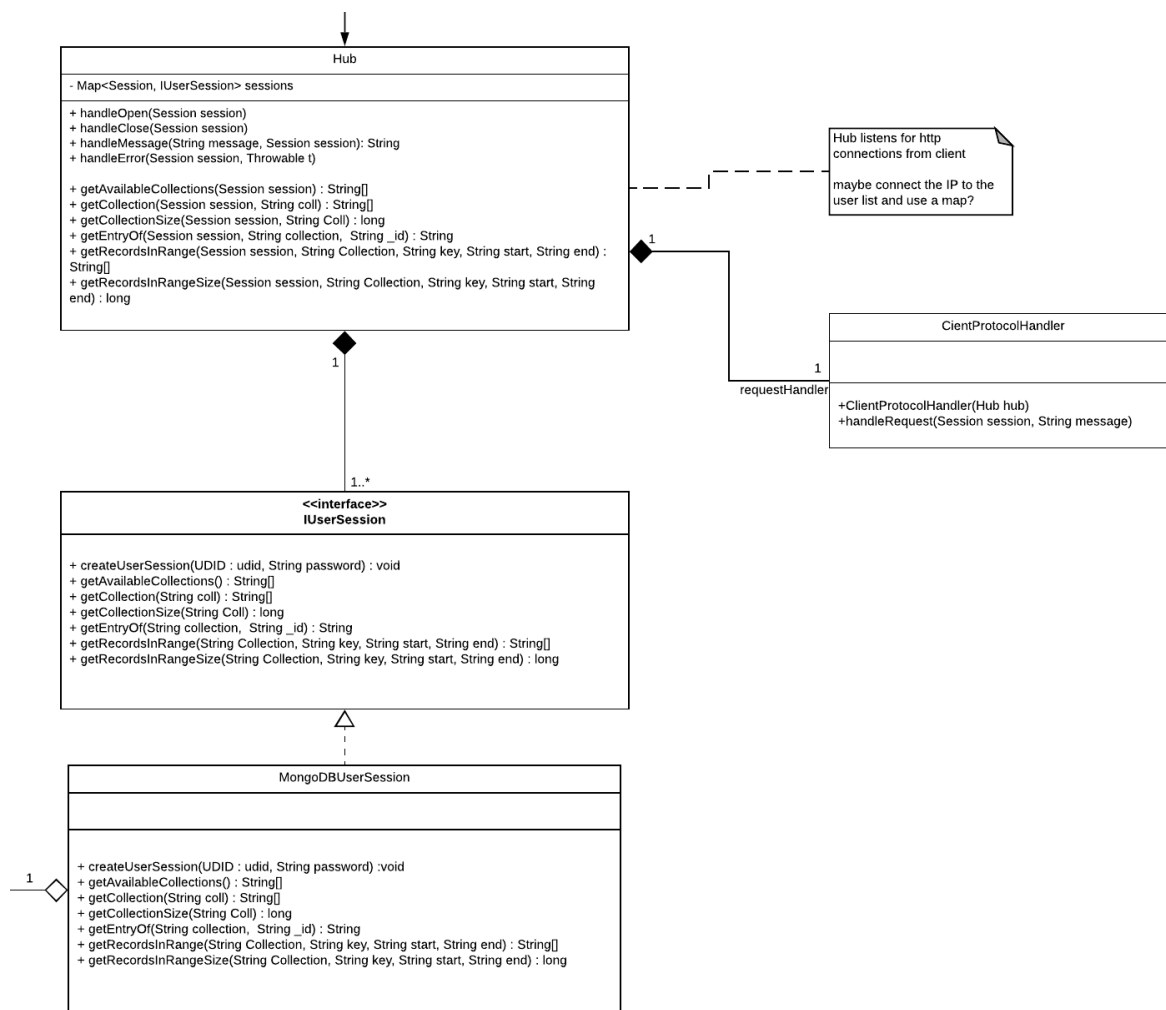 Hub
- Map<Session, IUserSession> sessions
+ handleOpen(Session session)
+ handleClose(Session session)
+ handleMessage(String message, Session session): String
+ handleError(Session session, Throwable t)
+ getAvailableCollections(Session session) : String[]
+ getCollection(Session session, String coll) : String[]
+ getCollectionSize(Session session, String Coll) : long
+ getEntryOf(Session session, String collection,  String _id) : String
+ getRecordsInRange(Session session, String Collection, String key, String start, String end) :
String[]
+ getRecordsInRangeSize(Session session, String Collection, String key, String start, String
end) : long
Hub listens for http
connections from client
maybe connect the IP to the
user list and use a map?
1
1
requestHandler
CientProtocolHandler
+ClientProtocolHandler(Hub hub)
+handleRequest(Session session, String message)
1
1..*
<<interface>>
IUserSession
+ createUserSession(UDID : udid, String password) : void
+ getAvailableCollections() : String[]
+ getCollection(String coll) : String[]
+ getCollectionSize(String Coll) : long
+ getEntryOf(String collection,  String _id) : String
+ getRecordsInRange(String Collection, String key, String start, String end) : String[]
+ getRecordsInRangeSize(String Collection, String key, String start, String end) : long
MongoDBUserSession
+ createUserSession(UDID : udid, String password) :void
+ getAvailableCollections() : String[]
+ getCollection(String coll) : String[]
+ getCollectionSize(String Coll) : long
+ getEntryOf(String collection,  String _id) : String
+ getRecordsInRange(String Collection, String key, String start, String end) : String[]
+ getRecordsInRangeSize(String Collection, String key, String start, String end) : long
1